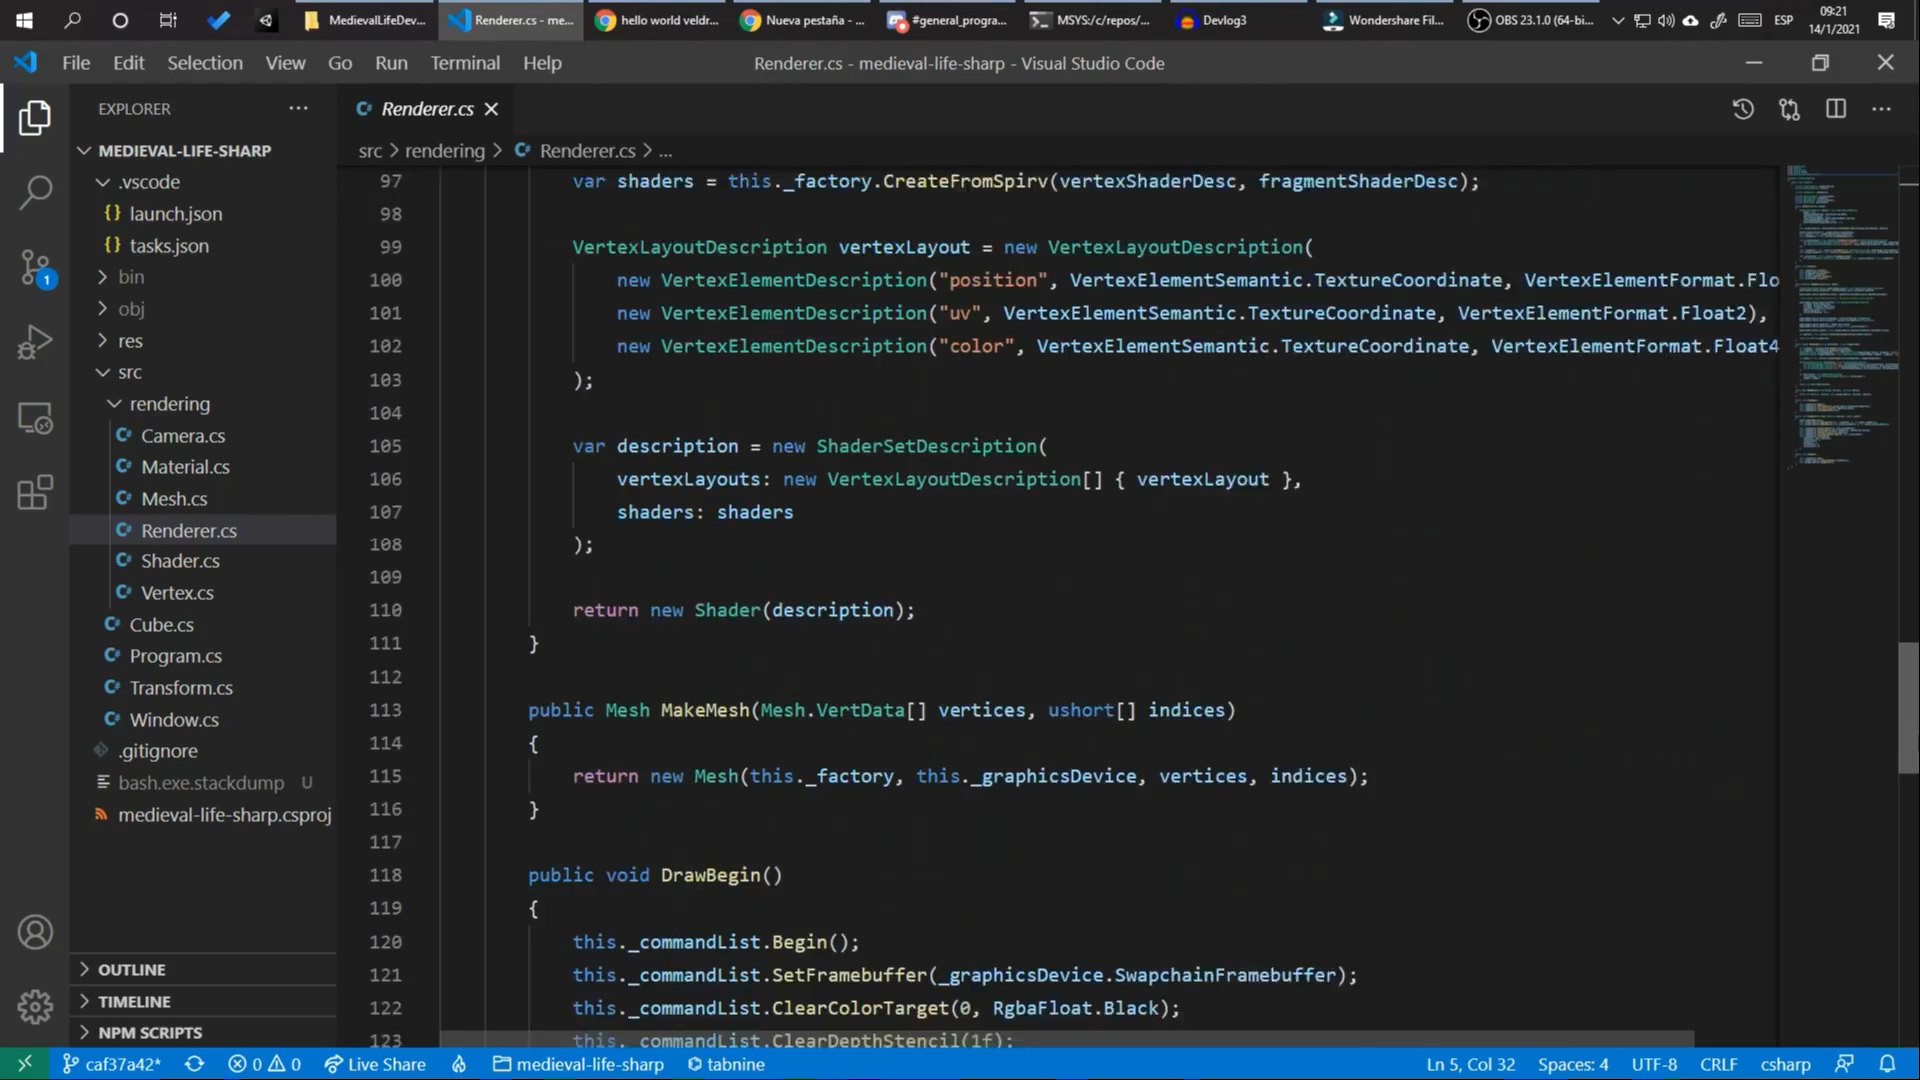 MedievalLifeDev...
Renderer.cs - me...
hello world veldr...
Nueva pestaña - ...
#general_progra...
MSYS:/c/repos/...
Devlog3
Wondershare Fil...
OBS 23.1.0 (64-bi...
ESP
09:21
14/1/2021
File Edit Selection View Go Run Terminal Help
Renderer.cs - medieval-life-sharp - Visual Studio Code
EXPLORER
Renderer.cs
src > rendering > Renderer.cs > ...
MEDIEVAL-LIFE-SHARP
.vscode
launch.json
tasks.json
bin
obj
res
src
rendering
Camera.cs
Material.cs
Mesh.cs
Renderer.cs
Shader.cs
Vertex.cs
Cube.cs
Program.cs
Transform.cs
Window.cs
.gitignore
bash.exe.stackdump U
medieval-life-sharp.csproj
OUTLINE
TIMELINE
NPM SCRIPTS
1
97 var shaders = this._factory.CreateFromSpirv(vertexShaderDesc, fragmentShaderDesc);
98
99 VertexLayoutDescription vertexLayout = new VertexLayoutDescription(
100 new VertexElementDescription("position", VertexElementSemantic.TextureCoordinate, VertexElementFormat.Flo
101 new VertexElementDescription("uv", VertexElementSemantic.TextureCoordinate, VertexElementFormat.Float2),
102 new VertexElementDescription("color", VertexElementSemantic.TextureCoordinate, VertexElementFormat.Float4
103 );
104
105 var description = new ShaderSetDescription(
106 vertexLayouts: new VertexLayoutDescription[] { vertexLayout },
107 shaders: shaders
108 );
109
110 return new Shader(description);
111 }
112
113 public Mesh MakeMesh(Mesh.VertData[] vertices, ushort[] indices)
114 {
115 return new Mesh(this._factory, this._graphicsDevice, vertices, indices);
116 }
117
118 public void DrawBegin()
119 {
120 this._commandList.Begin();
121 this._commandList.SetFramebuffer(_graphicsDevice.SwapchainFramebuffer);
122 this._commandList.ClearColorTarget(0, RgbaFloat.Black);
123 this._commandList.ClearDepthStencil(1f);
caf37a42* 0 0 Live Share medieval-life-sharp tabnine Ln 5, Col 32 Spaces: 4 UTF-8 CRLF csharp